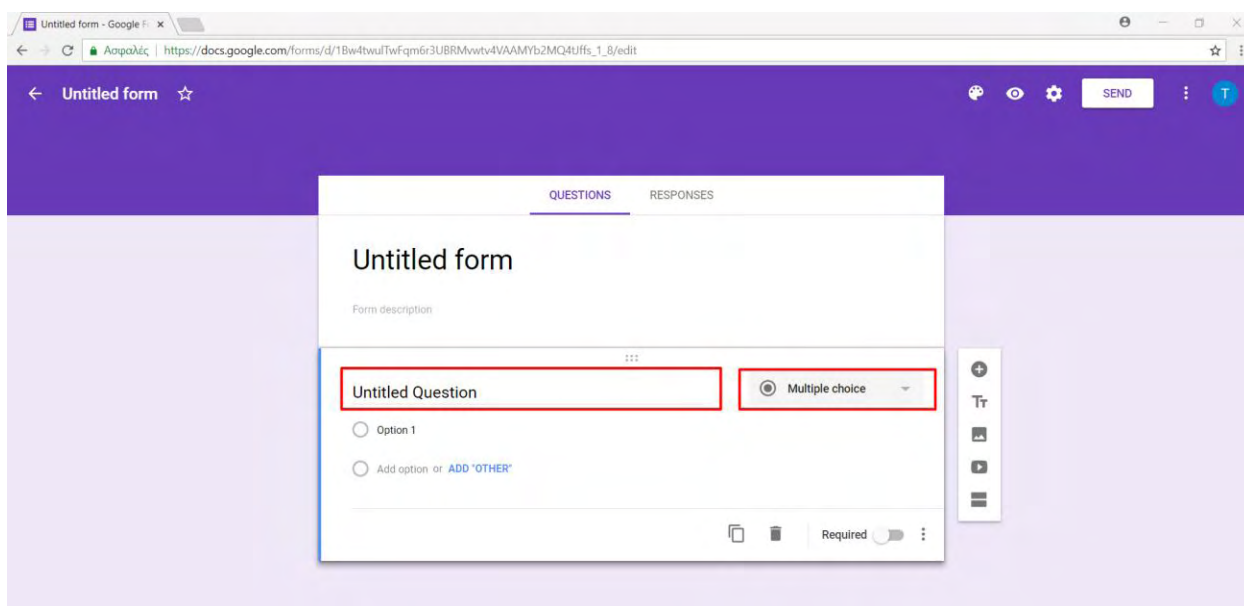 Untitled form - Google F
Ασφαλές | https://docs.google.com/forms/d/1Bw4twulTwFqm6r3UBRMvwtv4VAAMYb2MQ4tJffs_1_8/edit
Untitled form
SEND
T
QUESTIONS RESPONSES
Untitled form
Form description
Untitled Question
Multiple choice
Option 1
Add option or ADD "OTHER"
Required